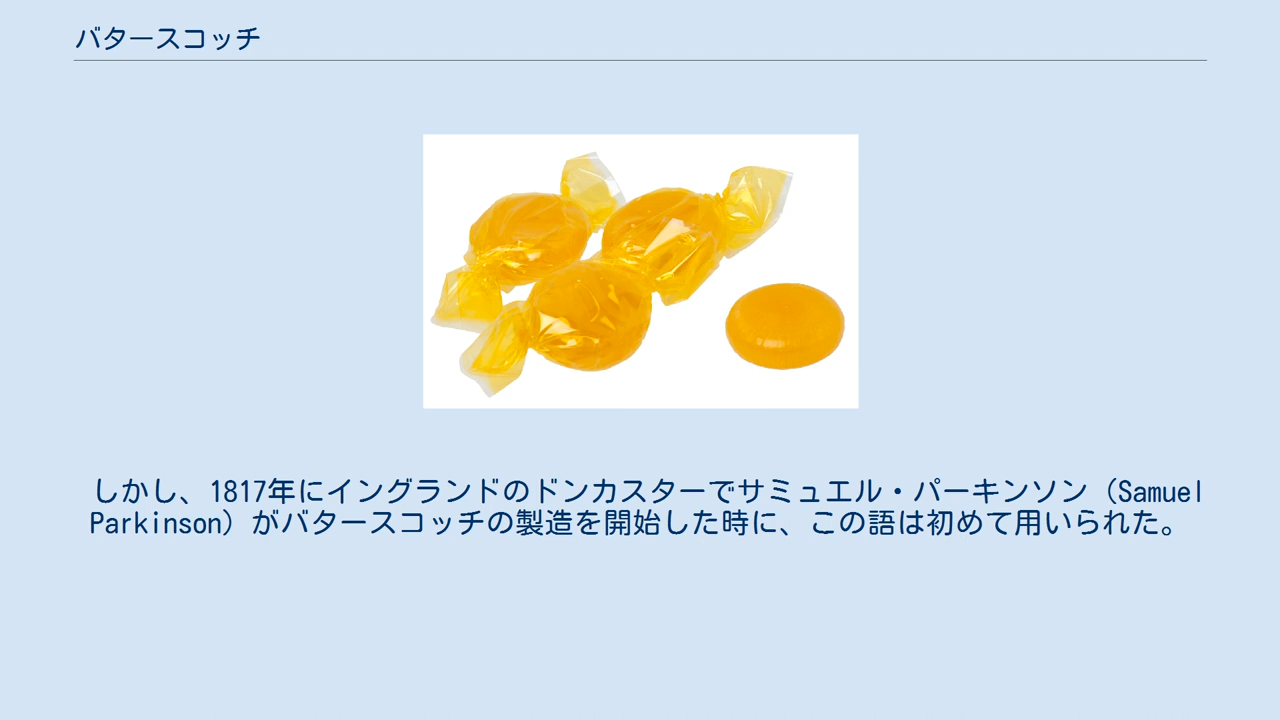 バタースコッチ
しかし、1817年にイングランドのドンカスターでサミュエル・パーキンソン（Samuel
Parkinson）がバタースコッチの製造を開始した時に、この語は初めて用いられた。